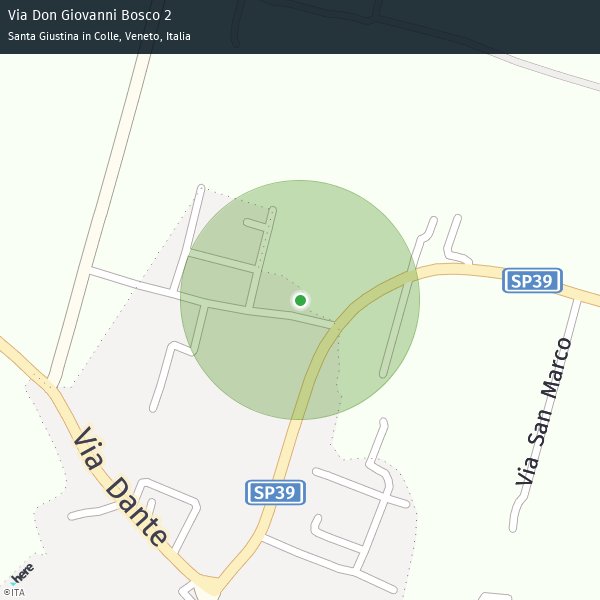 Via Don Giovanni Bosco 2
Santa Giustina in Colle, Veneto, Italia
SP39
Via San Marco
Via Dante
SP39
here
©ITA